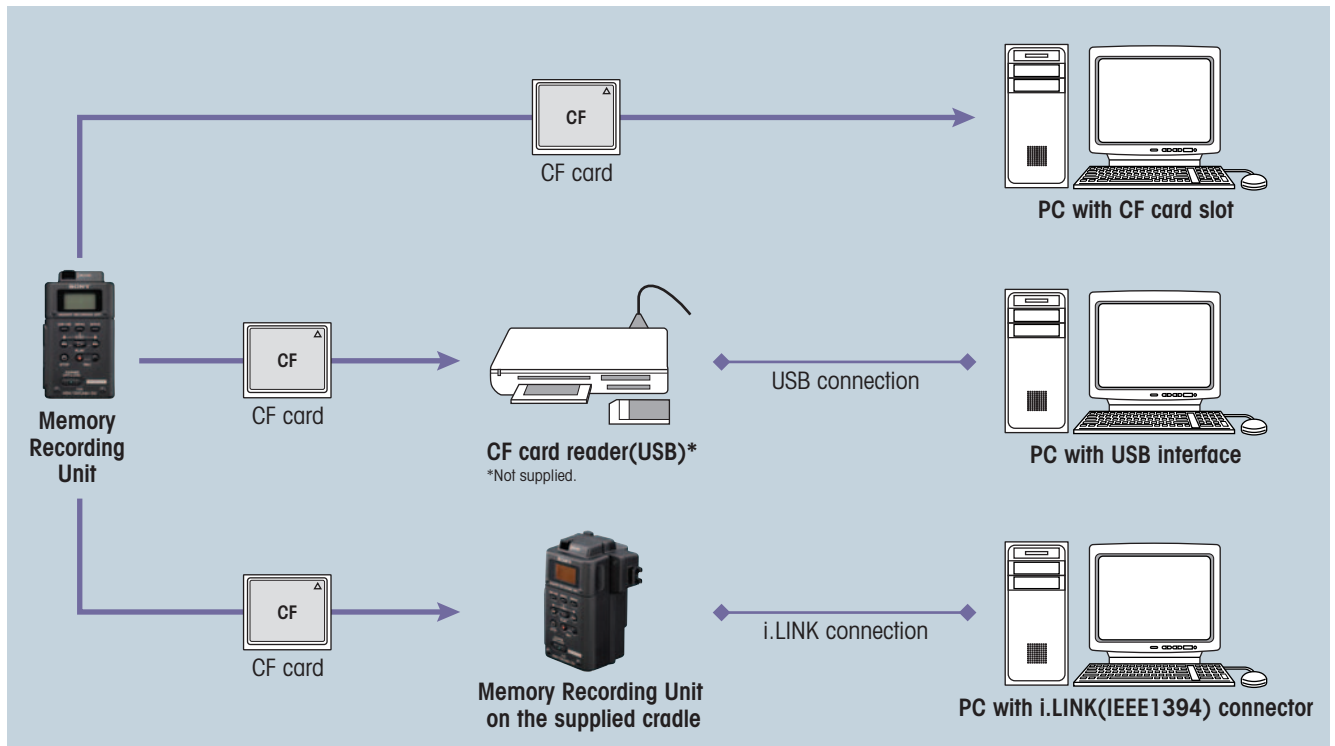 CF
CF card
PC with CF card slot
SONY
Memory
Recording
Unit
CF
CF card
CF card reader(USB)*
*Not supplied.
USB connection
PC with USB interface
CF
CF card
Memory Recording Unit
on the supplied cradle
i.LINK connection
PC with i.LINK(IEEE1394) connector